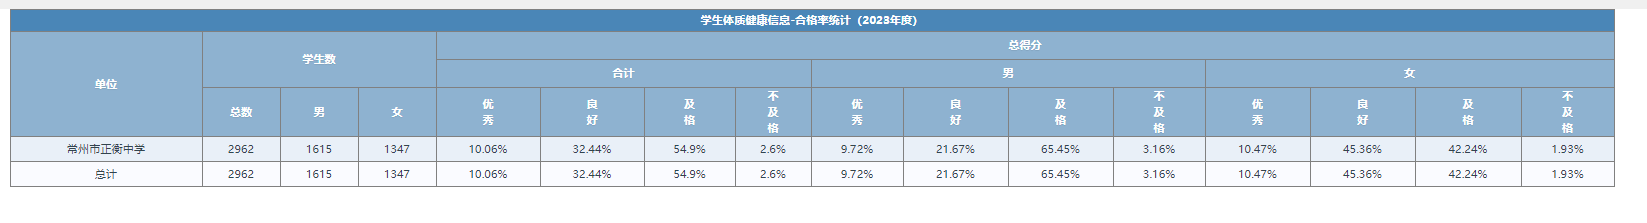 学生体质健康信息-合格率统计（2023年度）
单位 学生数 总得分
合计 男 女
总数 男 女 优秀 良好 及格 不及格 优秀 良好 及格 不及格 优秀 良好 及格 不及格
常州市正衡中学 2962 1615 1347 10.06% 32.44% 54.9% 2.6% 9.72% 21.67% 65.45% 3.16% 10.47% 45.36% 42.24% 1.93%
总计 2962 1615 1347 10.06% 32.44% 54.9% 2.6% 9.72% 21.67% 65.45% 3.16% 10.47% 45.36% 42.24% 1.93%